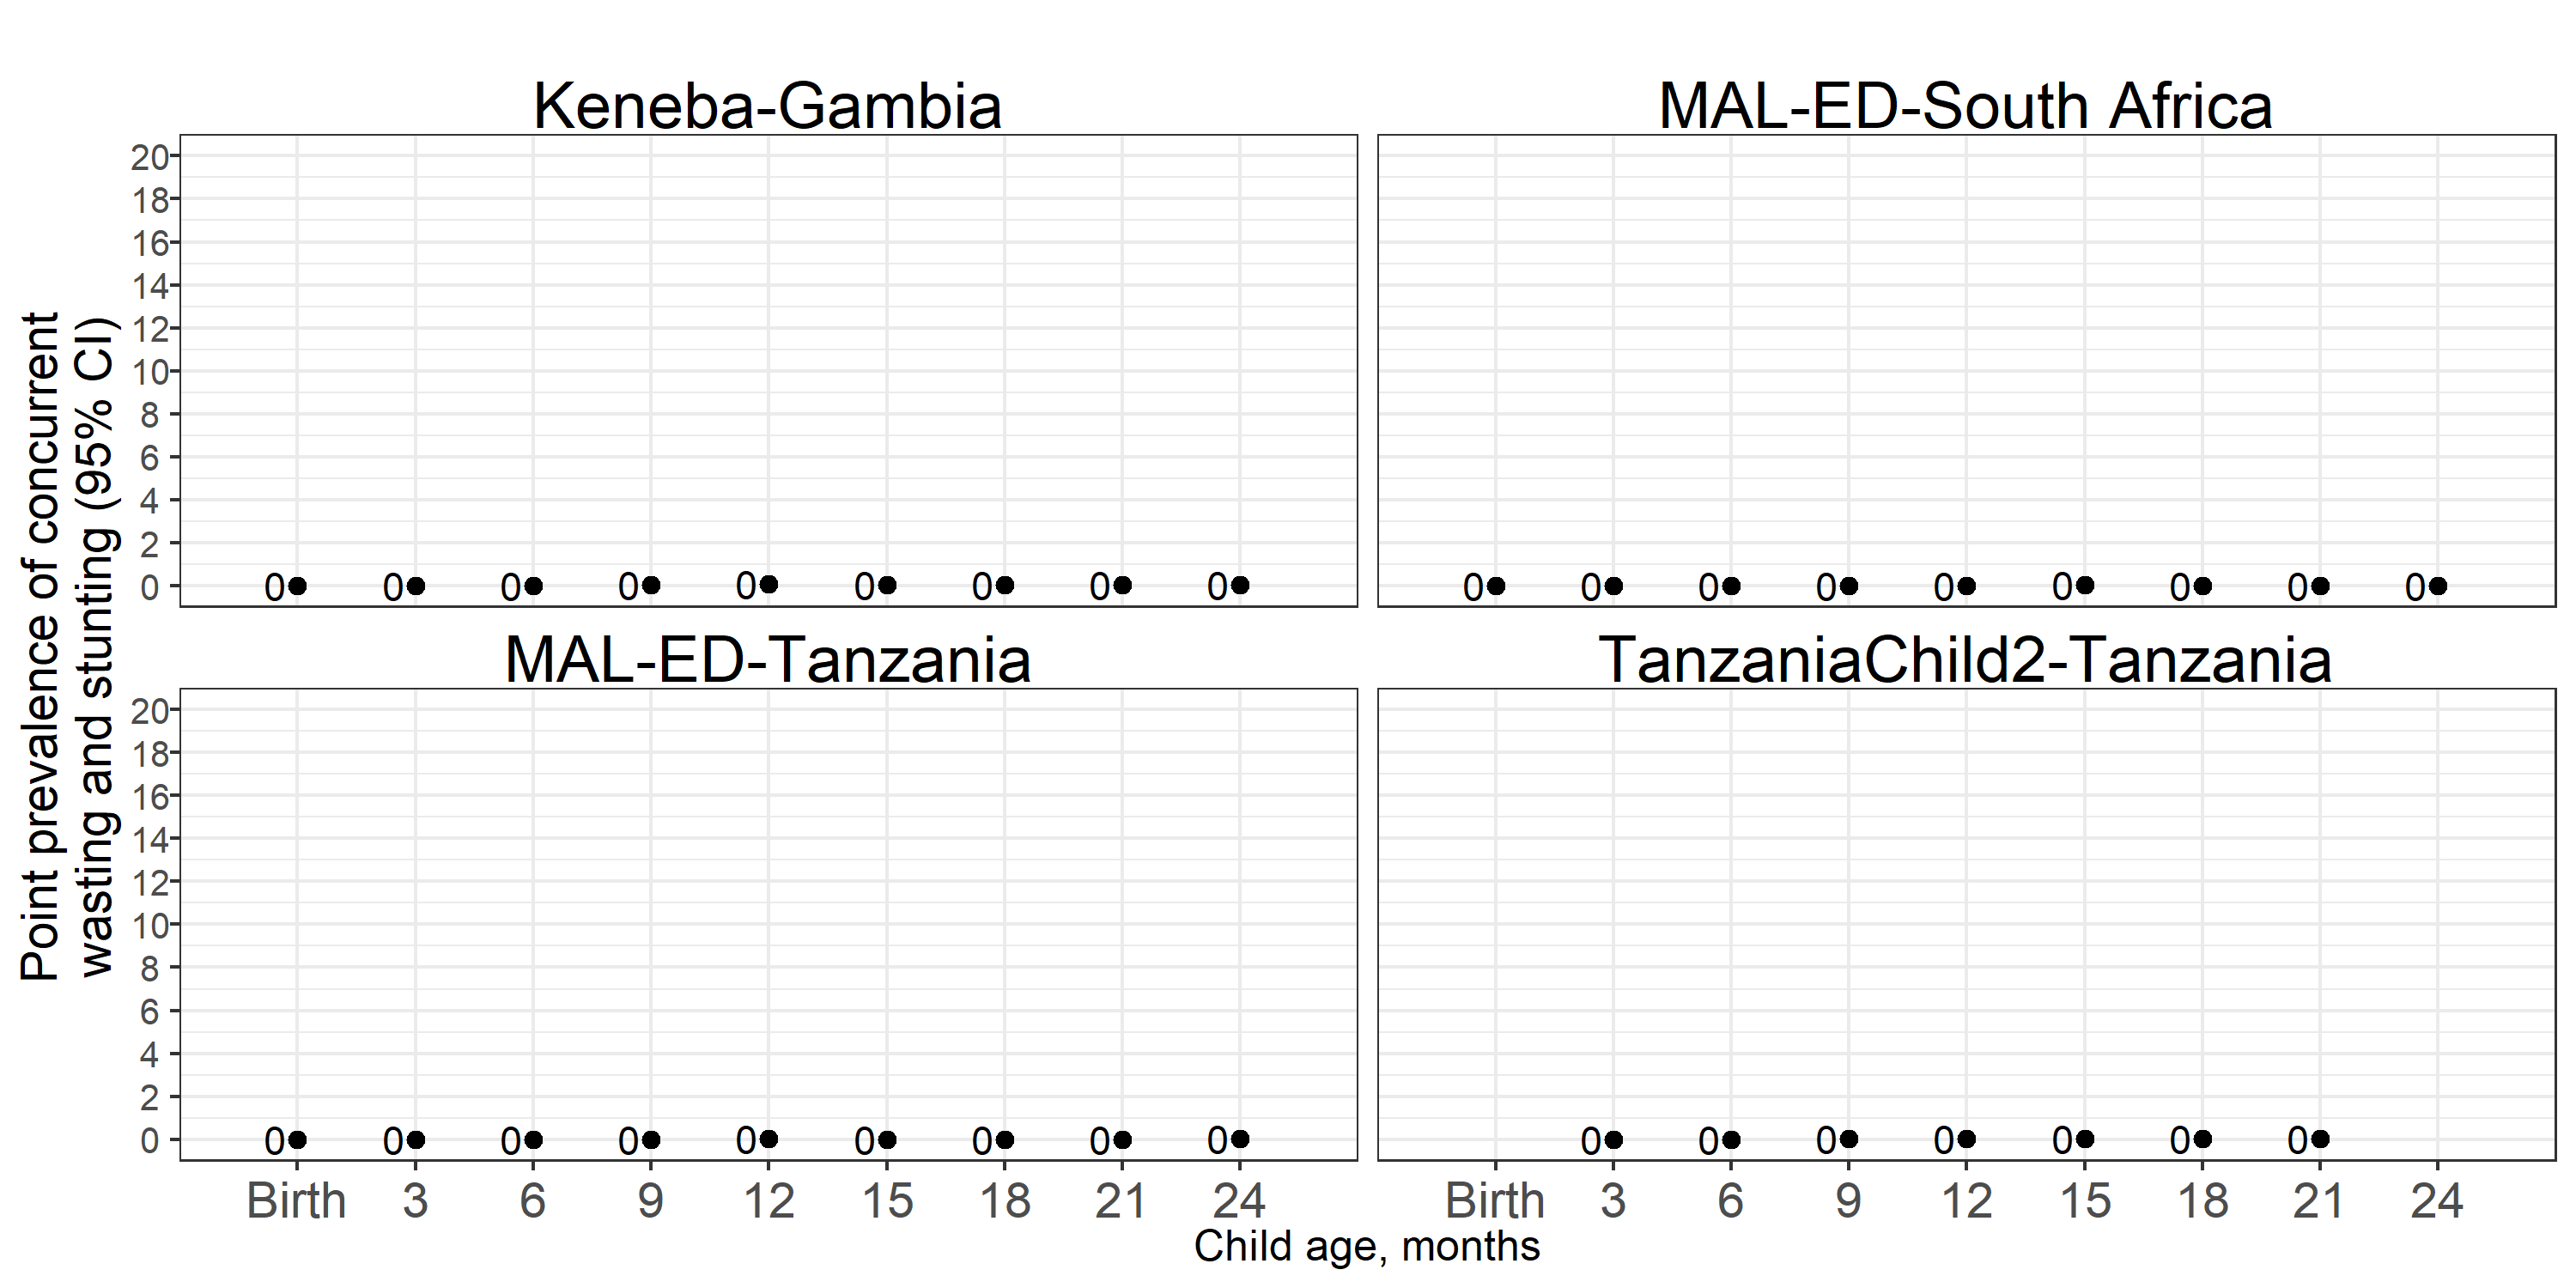 Keneba-Gambia
MAL-ED-South Africa
20
18
16
14
12
10
8
6
4
2
0
0 0 0 0 0 0 0 0 0
0 0 0 0 0 0 0 0 0
MAL-ED-Tanzania
TanzaniaChild2-Tanzania
20
18
16
14
12
10
8
6
4
2
0
0 0 0 0 0 0 0 0 0
0 0 0 0 0 0 0
Birth 3 6 9 12 15 18 21 24
Birth 3 6 9 12 15 18 21 24
Child age, months
Point prevalence of concurrent
wasting and stunting (95% CI)